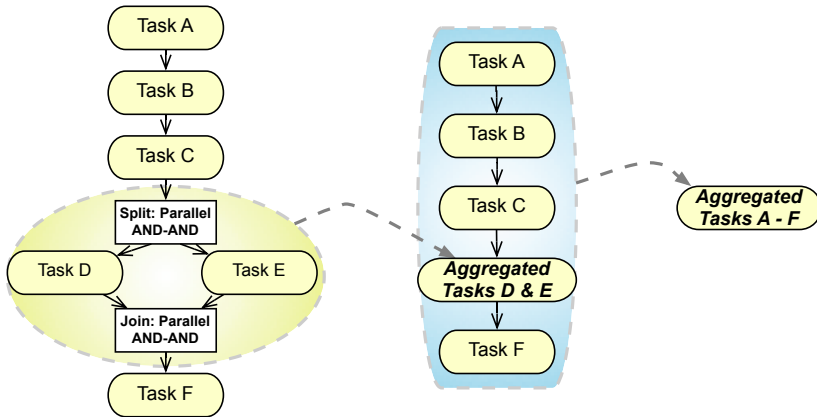 Task A
Task B
Task C
Split: Parallel
AND-AND
Task D
Task E
Join: Parallel
AND-AND
Task F
Task A
Task B
Task C
Aggregated
Tasks D & E
Task F
Aggregated
Tasks A - F